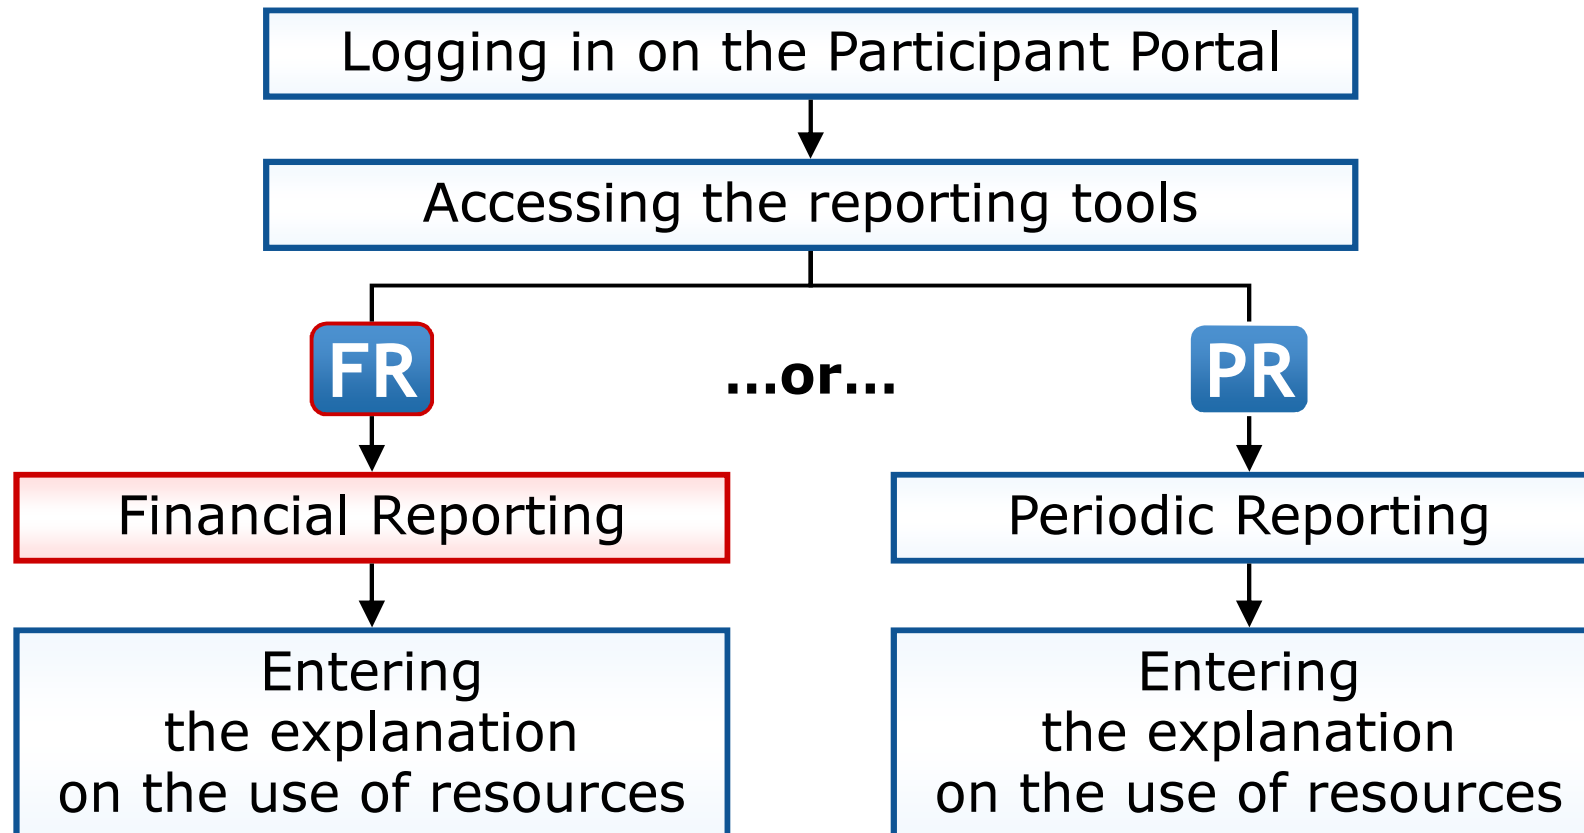 Logging in on the Participant Portal
Accessing the reporting tools
FR
...or...
PR
Financial Reporting
Periodic Reporting
Entering
the explanation
on the use of resources
Entering
the explanation
on the use of resources